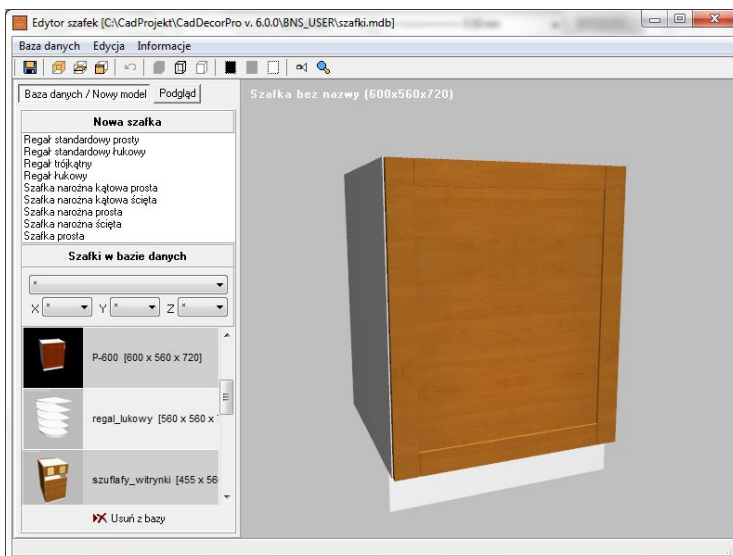 Edytor szafek [C:\CadProjekt\CadDecorPro v. 6.0.0\BNS_USER\szafki.mdb]
Baza danych Edycja Informacje
Baza danych / Nowy model Podgląd
Szafka bez nazwy (600x560x720)
Nowa szafka
Regał standardowy prosty
Regał standardowy łukowy
Regał trójkątny
Regał łukowy
Szafka narożna kątowa prosta
Szafka narożna kątowa ścięta
Szafka narożna prosta
Szafka narożna ścięta
Szafka prosta
Szafki w bazie danych
*
X * Y * Z *
P-600 [600 x 560 x 720]
regal_lukowy [560 x 560 x
szuflafy_witrynki [455 x 56
Usuń z bazy